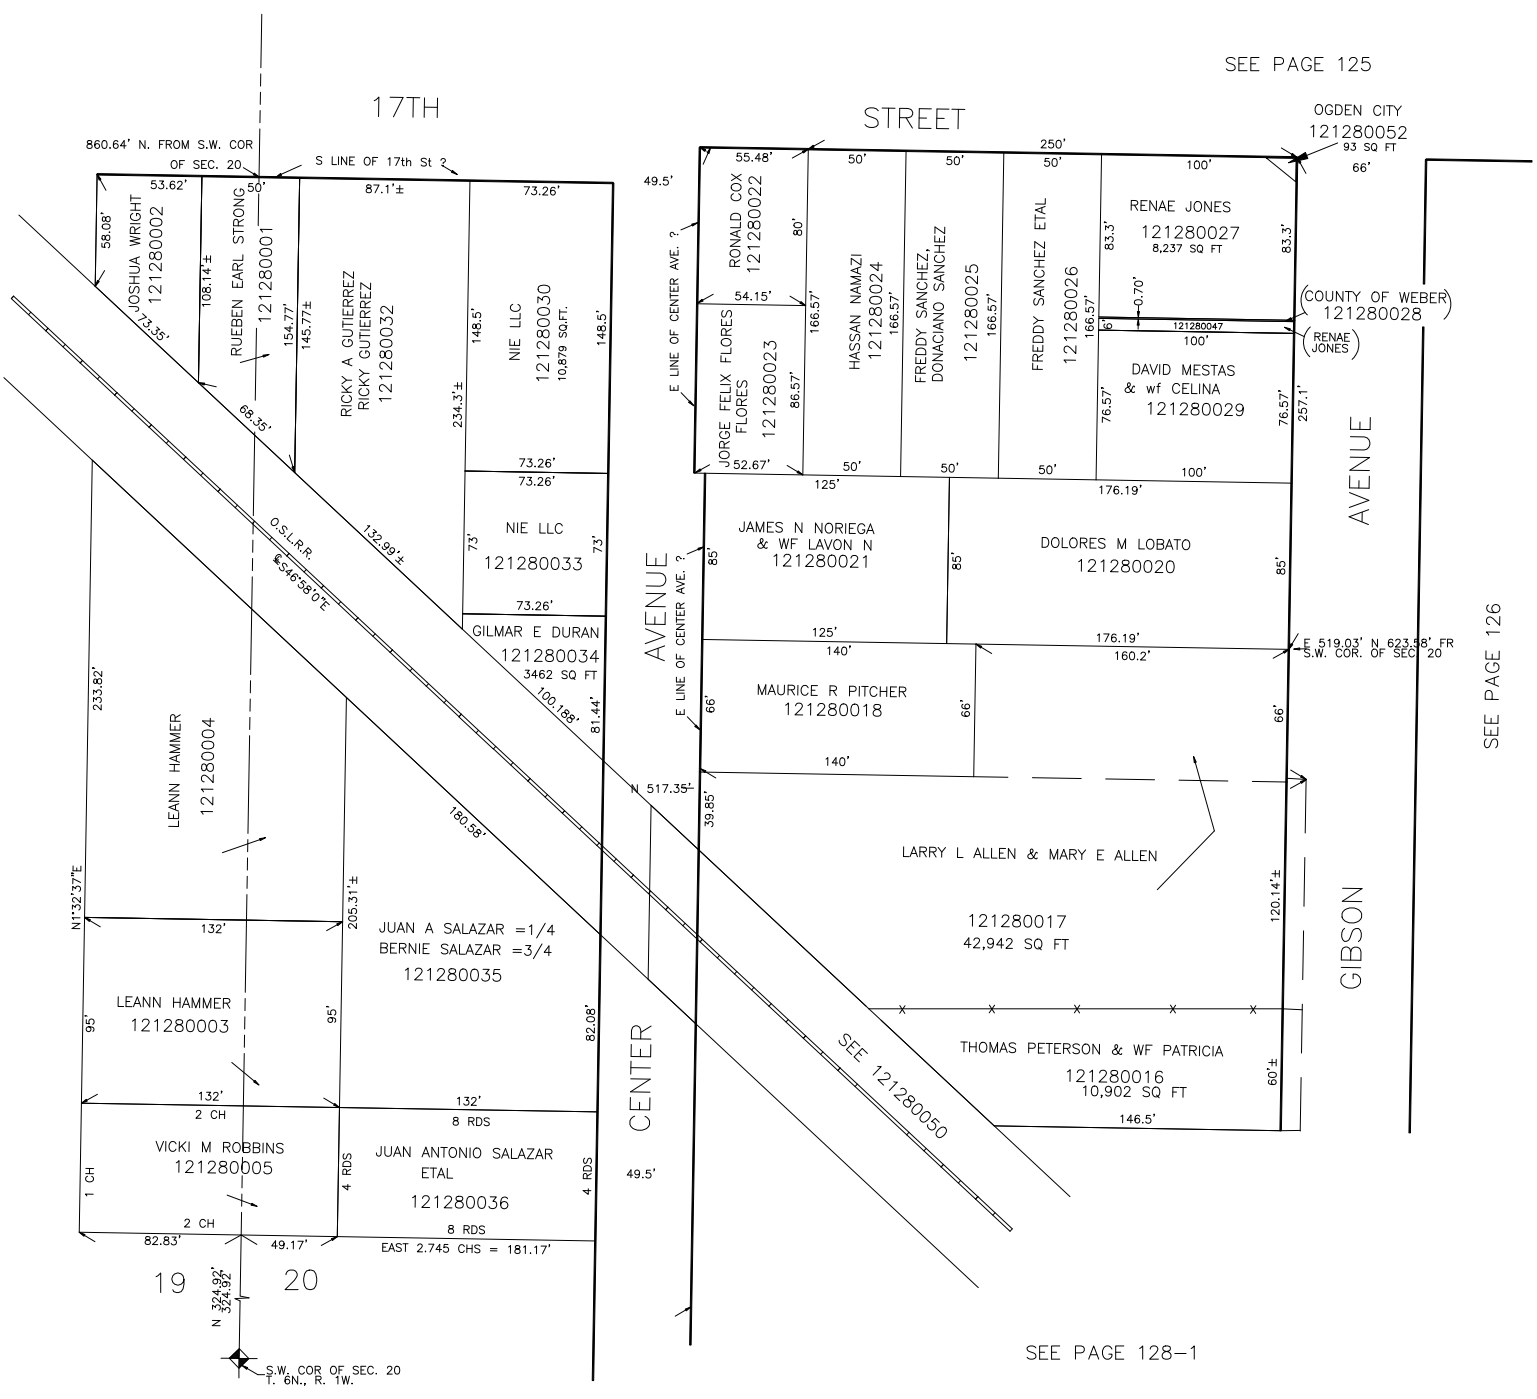 SEE PAGE 125
17TH
STREET
OGDEN CITY
121280052
93 SQ FT
860.64' N. FROM S.W. COR
OF SEC. 20
S LINE OF 17th St ?
53.62'
50'
87.1'±
73.26'
49.5'
55.48'
250'
50'
50'
50'
100'
66'
58.08'
JOSHUA WRIGHT
121280002
73.35'
108.14'±
RUEBEN EARL STRONG
121280001
154.77'
145.77±
68.35'
RICKY A GUTIERREZ
RICKY GUTIERREZ
121280032
234.3'±
148.5'
NIE LLC
121280030
10,879 SQ.FT.
148.5'
73.26'
E LINE OF CENTER AVE. ?
RONALD COX
121280022
80'
54.15'
JORGE FELIX FLORES
FLORES
121280023
86.57'
52.67'
166.57'
HASSAN NAMAZI
121280024
166.57'
50'
FREDDY SANCHEZ,
DONACIANO SANCHEZ
121280025
166.57'
50'
FREDDY SANCHEZ ETAL
121280026
166.57'
50'
RENAE JONES
121280027
8,237 SQ FT
83.3'
83.3'
0.70'
(COUNTY OF WEBER)
121280028
6'
121280047
(RENAE
JONES)
100'
DAVID MESTAS
& wf CELINA
121280029
76.57'
76.57'
257.1'
100'
AVENUE
73.26'
NIE LLC
121280033
73'
73'
73.26'
O.S.L.R.R.
℄S46°58'0"E
132.99'±
GILMAR E DURAN
121280034
3462 SQ FT
100.188'
81.44'
AVENUE
E LINE OF CENTER AVE. ?
125'
JAMES N NORIEGA
& WF LAVON N
121280021
85'
85'
125'
176.19'
DOLORES M LOBATO
121280020
85'
176.19'
E 519.03' N 623.58' FR
S.W. COR. OF SEC 20
SEE PAGE 126
140'
MAURICE R PITCHER
121280018
66'
66'
140'
160.2'
66'
233.82'
LEANN HAMMER
121280004
N1°32'37"E
132'
180.58'
N 517.35'
39.85'
LARRY L ALLEN & MARY E ALLEN
121280017
42,942 SQ FT
120.14'±
GIBSON
205.31'±
JUAN A SALAZAR =1/4
BERNIE SALAZAR =3/4
121280035
82.08'
LEANN HAMMER
121280003
95'
95'
X X X X X
SEE 121280050
THOMAS PETERSON & WF PATRICIA
121280016
10,902 SQ FT
60'±
146.5'
CENTER
132'
2 CH
132'
8 RDS
VICKI M ROBBINS
121280005
1 CH
4 RDS
JUAN ANTONIO SALAZAR
ETAL
121280036
4 RDS
49.5'
2 CH
8 RDS
82.83'
49.17'
EAST 2.745 CHS = 181.17'
19
20
N 324.92'
324.92'
S.W. COR OF SEC. 20
T. 6N., R. 1W.
SEE PAGE 128-1